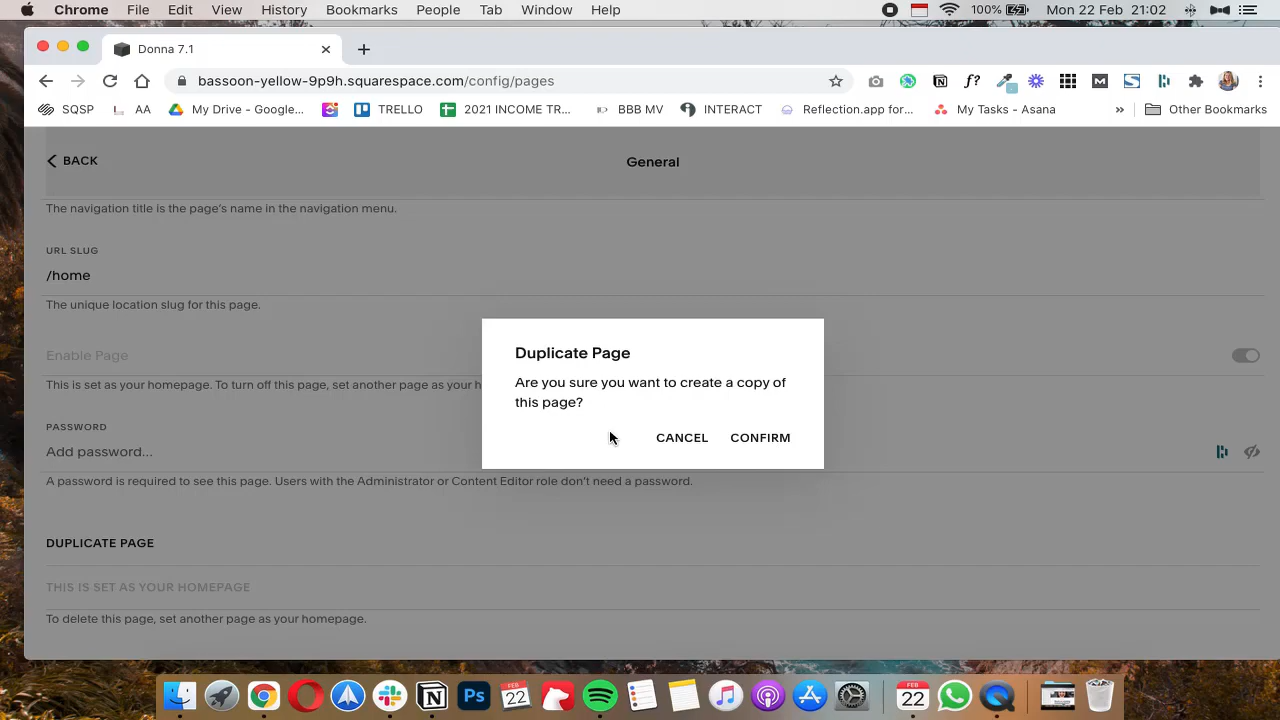 Chrome File Edit View History Bookmarks People Tab Window Help 100% Mon 22 Feb 21:02
Donna 7.1
bassoon-yellow-9p9h.squarespace.com/config/pages
SQSP AA My Drive - Google... TRELLO 2021 INCOME TR... BBB MV INTERACT Reflection.app for... My Tasks - Asana » Other Bookmarks
BACK
General
The navigation title is the page's name in the navigation menu.
URL SLUG
/home
The unique location slug for this page.
Enable Page
This is set as your homepage. To turn off this page, set another page as your h
Duplicate Page
Are you sure you want to create a copy of
this page?
CANCEL CONFIRM
PASSWORD
Add password...
A password is required to see this page. Users with the Administrator or Content Editor role don't need a password.
DUPLICATE PAGE
THIS IS SET AS YOUR HOMEPAGE
To delete this page, set another page as your homepage.
Ps FEB 22 FEB 22